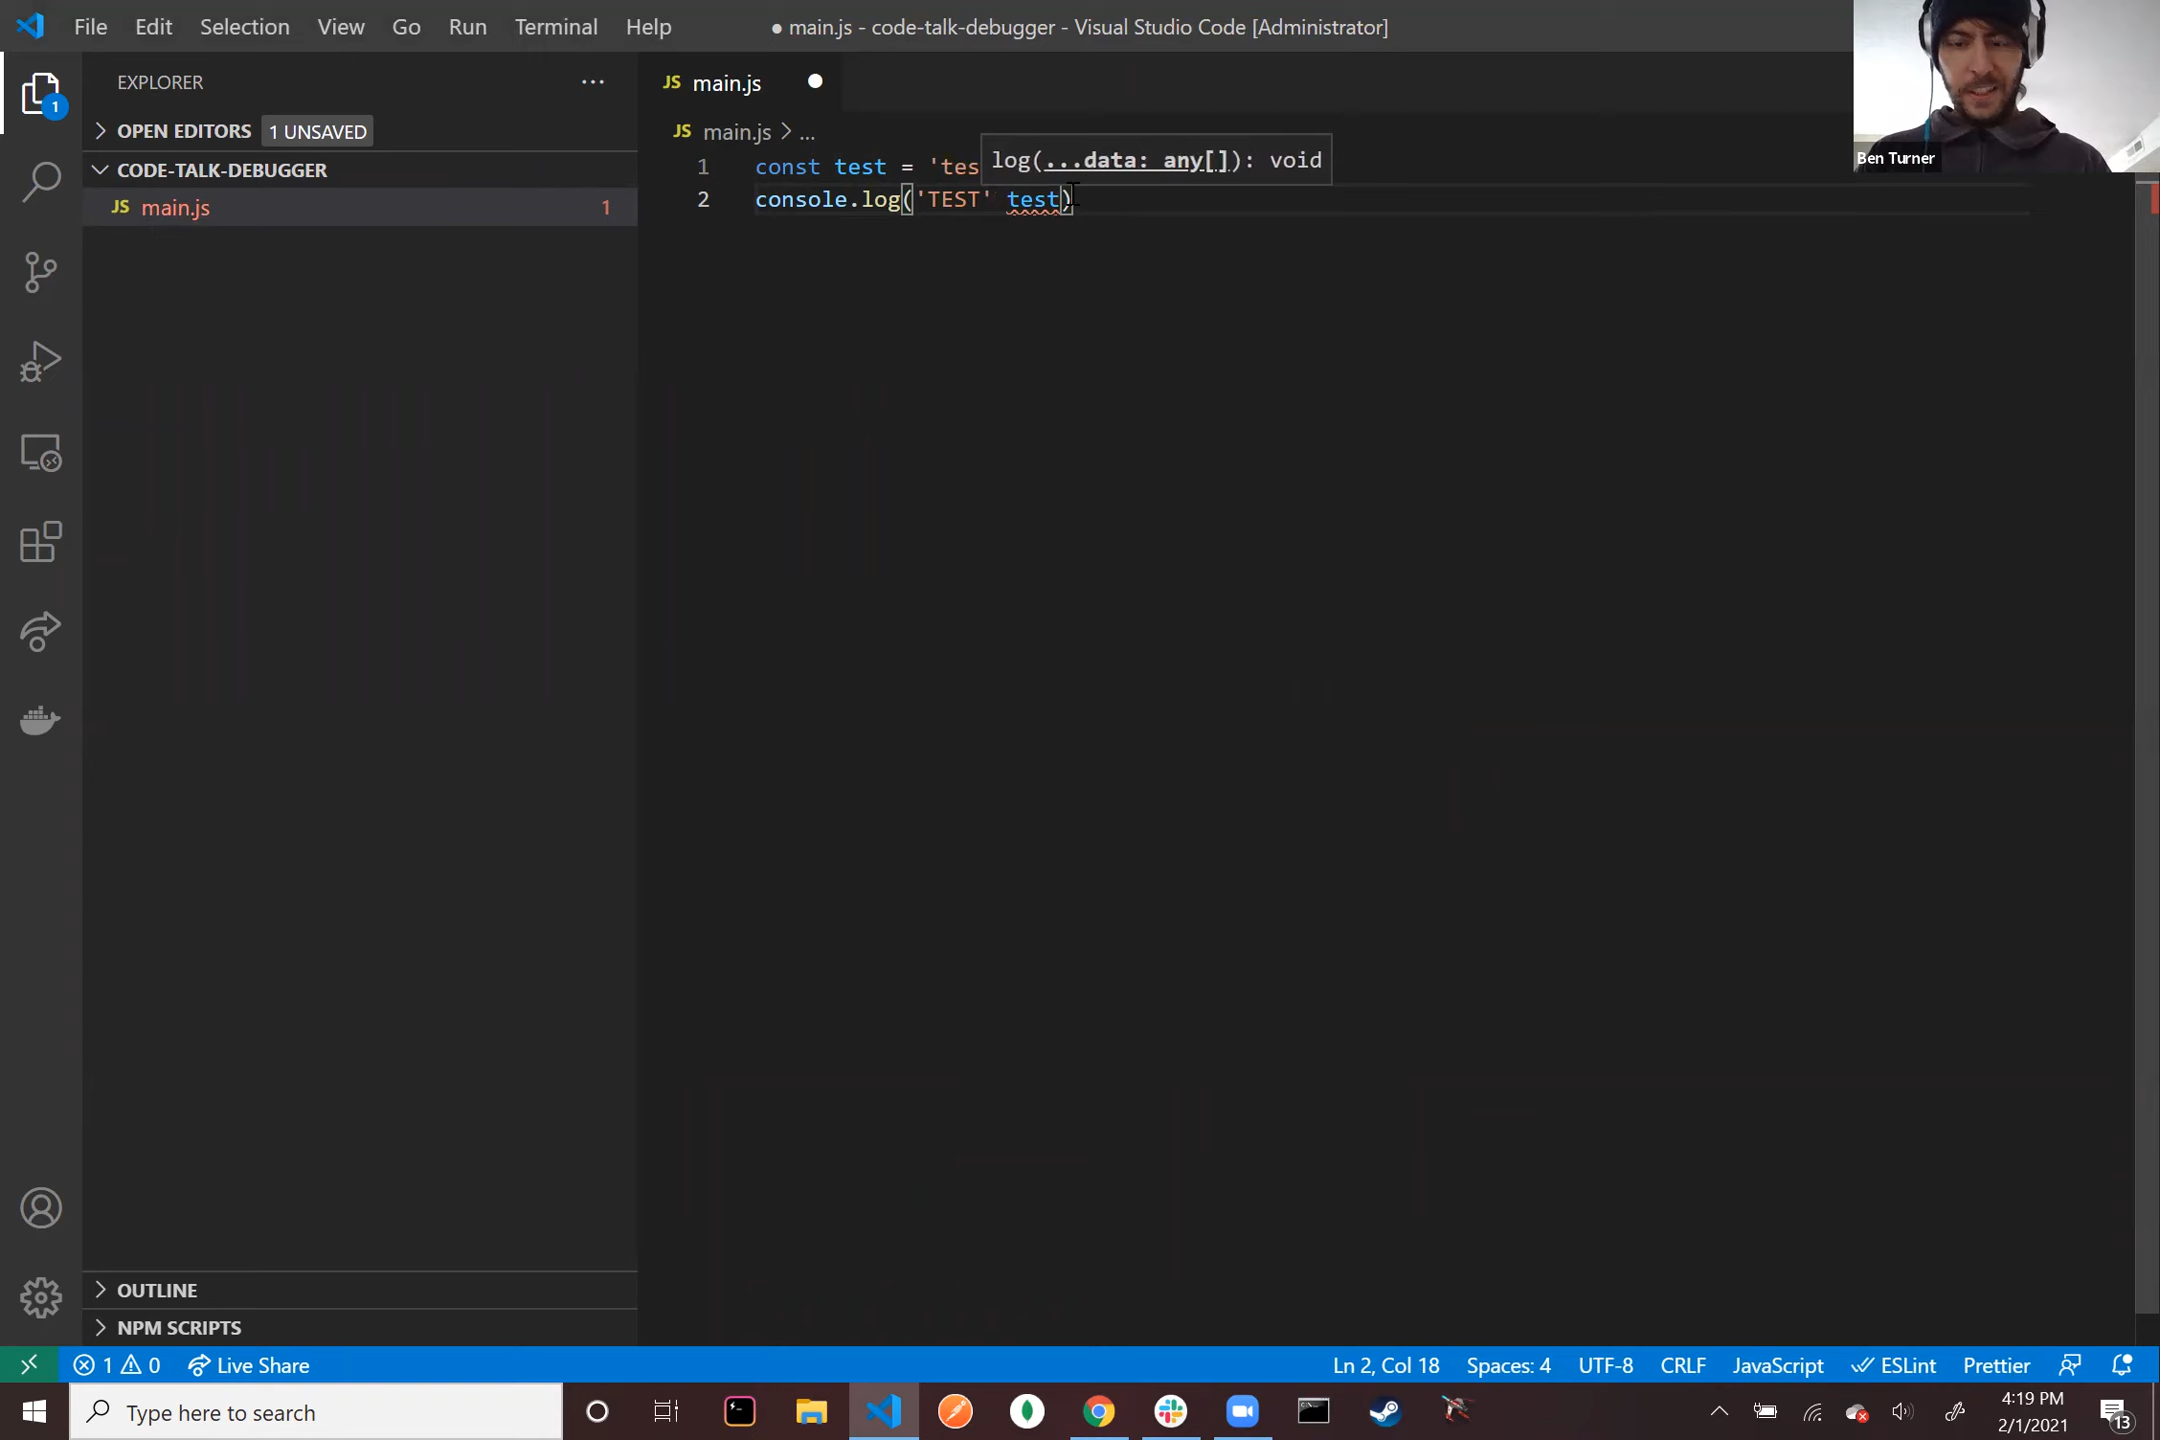 File Edit Selection View Go Run Terminal Help
● main.js - code-talk-debugger - Visual Studio Code [Administrator]
Ben Turner
1
EXPLORER
OPEN EDITORS 1 UNSAVED
CODE-TALK-DEBUGGER
JS main.js 1
OUTLINE
NPM SCRIPTS
JS main.js
JS main.js > ...
log(...data: any[]): void
1 const test = 'tes
2 console.log('TEST' test)
1 0 Live Share
Ln 2, Col 18 Spaces: 4 UTF-8 CRLF JavaScript ESLint Prettier
Type here to search
4:19 PM
2/1/2021
13